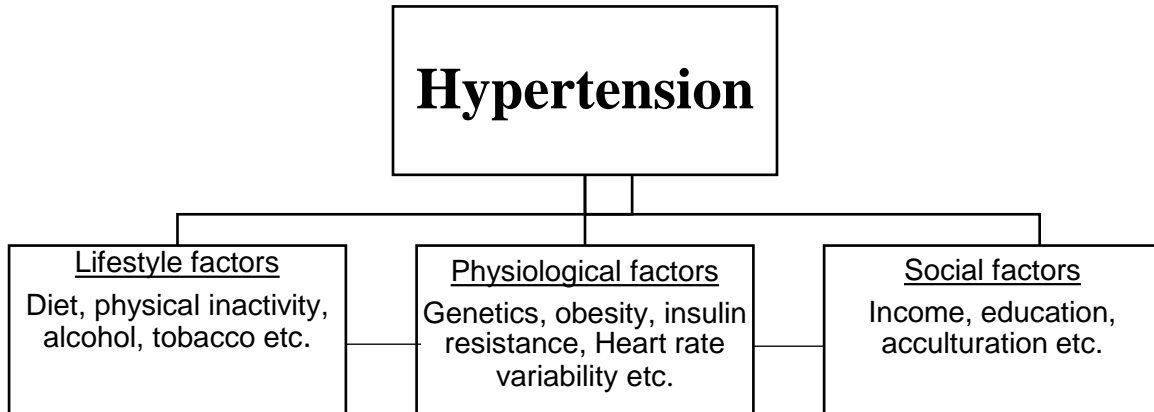 Hypertension
Lifestyle factors
Diet, physical inactivity,
alcohol, tobacco etc.
Physiological factors
Genetics, obesity, insulin
resistance, Heart rate
variability etc.
Social factors
Income, education,
acculturation etc.